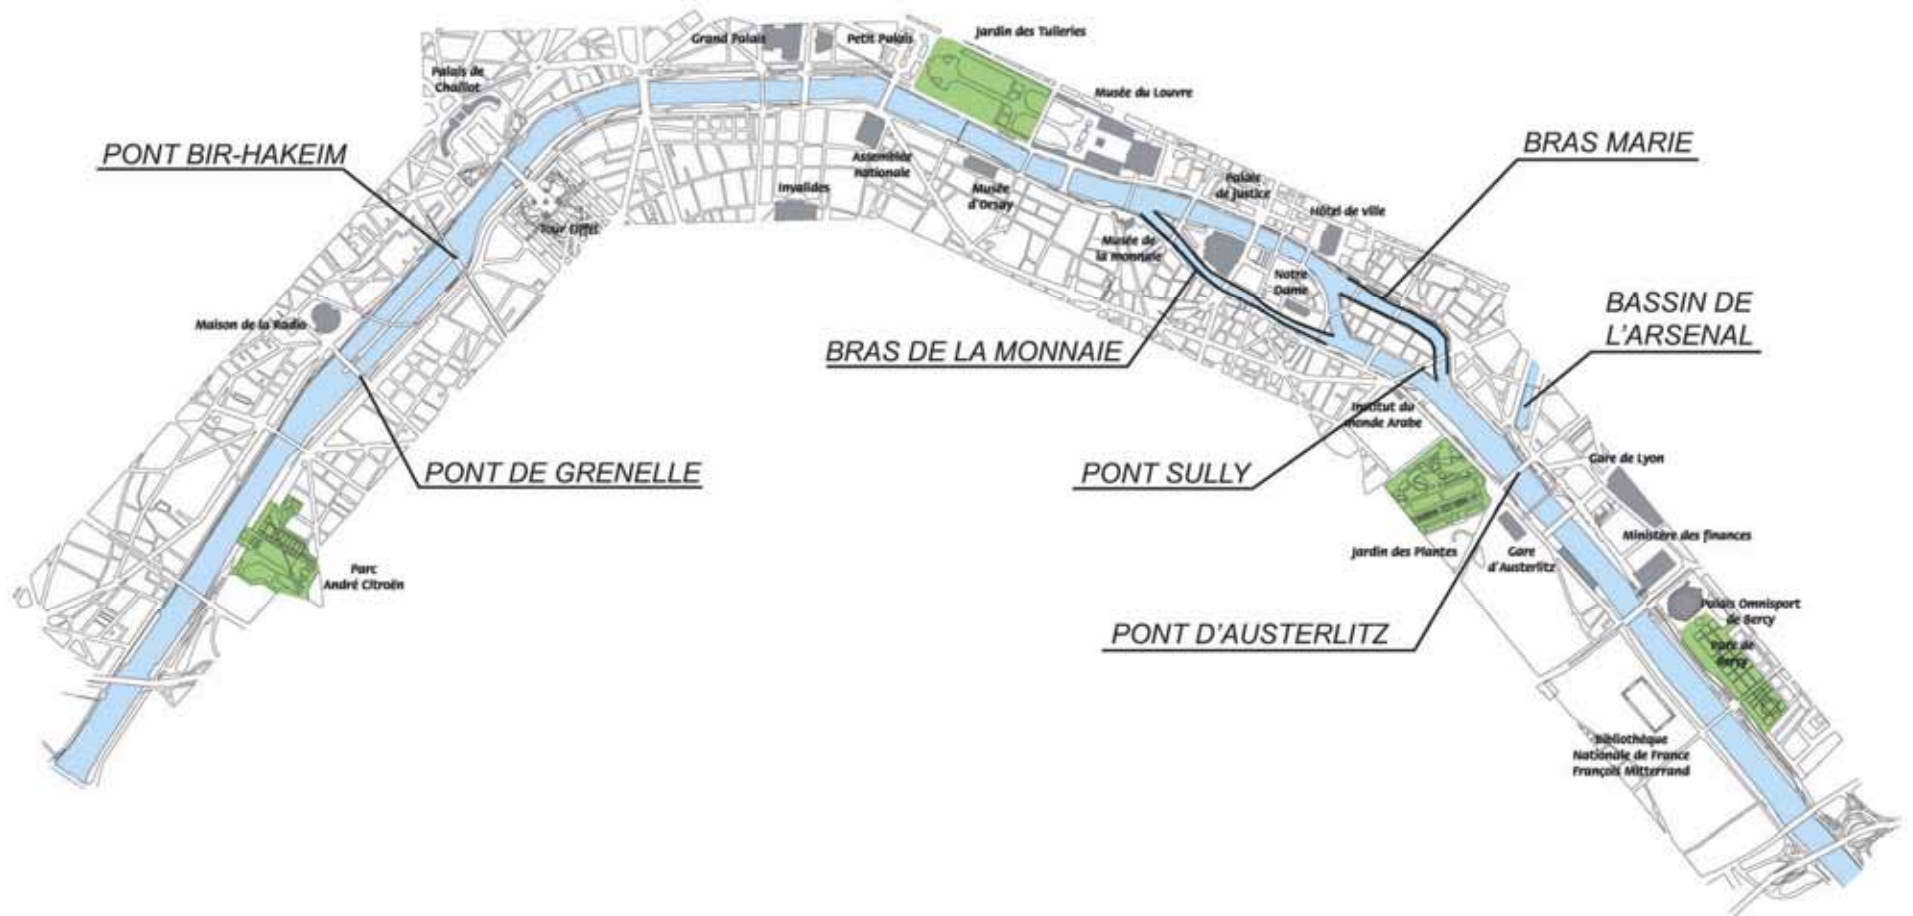 Grand Palais
Petit Palais
Jardin des Tuileries
Palais de
Chaillot
Musée du Louvre
PONT BIR-HAKEIM
BRAS MARIE
Assemblée
Nationale
Invalides
Musée
d'Orsay
Palais
de Justice
Hôtel de ville
Tour Eiffel
Musée de
la monnaie
Notre
Dame
Maison de la Radio
BASSIN DE
L'ARSENAL
BRAS DE LA MONNAIE
Institut du
monde Arabe
PONT DE GRENELLE
PONT SULLY
Gare de Lyon
Ministère des finances
Jardin des Plantes
Gare
d'Austerlitz
Parc
André Citroën
Palais Omnisport
de Bercy
PONT D'AUSTERLITZ
Parc de
Bercy
Bibliothèque
Nationale de France
François Mitterrand